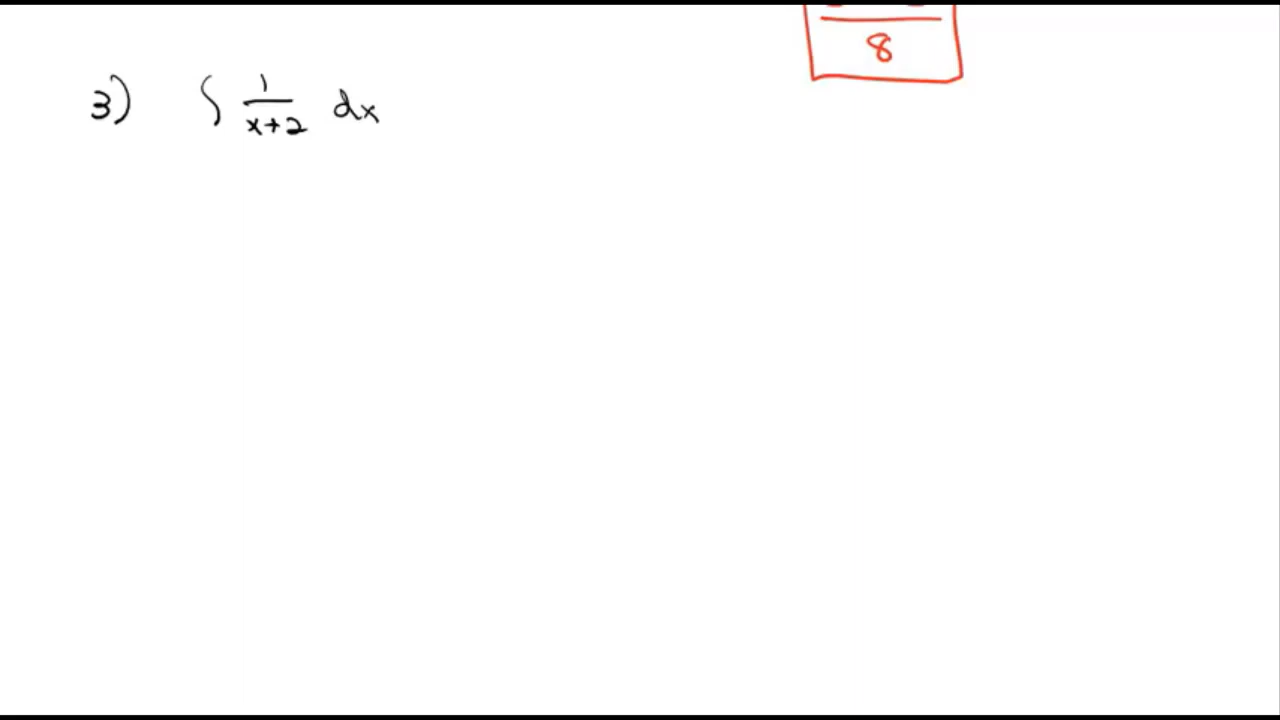 8
3) ∫ 1/(x+2) dx